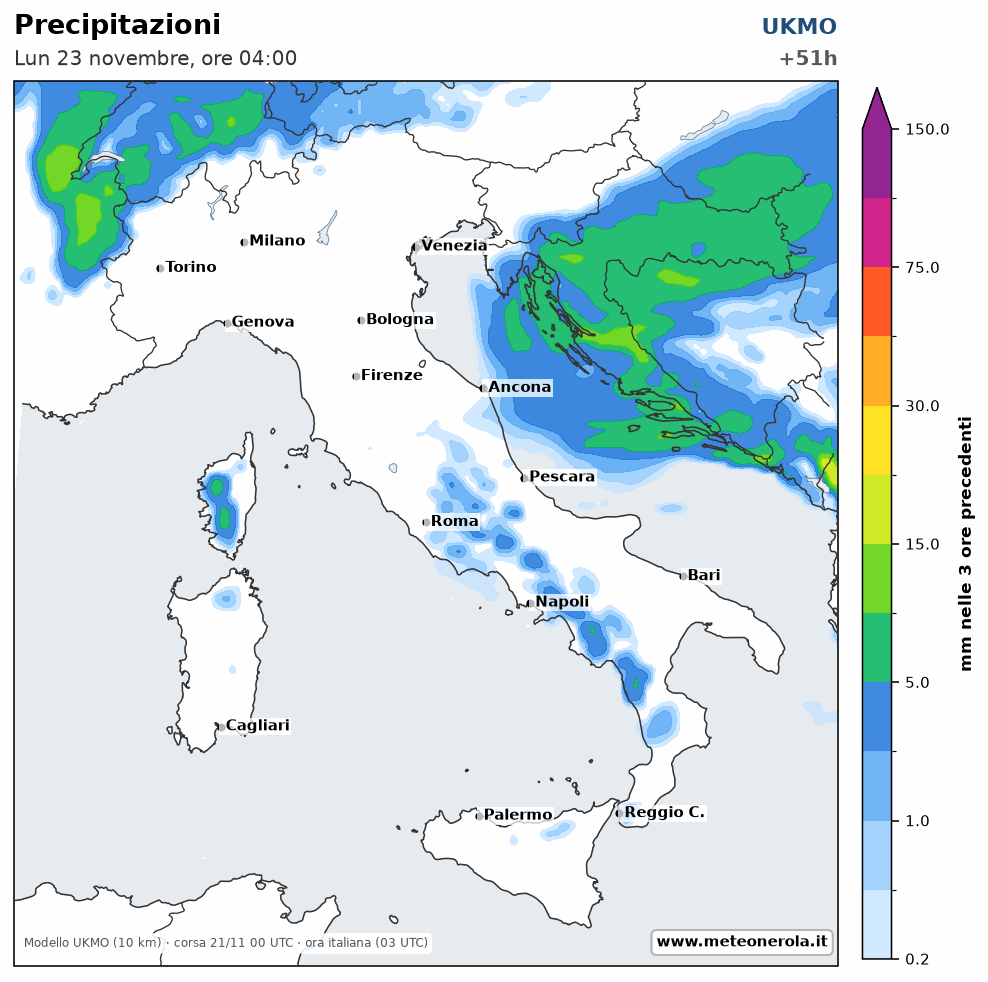 Precipitazioni
UKMO
Lun 23 novembre, ore 04:00
+51h
150.0
75.0
30.0
15.0
5.0
1.0
0.2
mm nelle 3 ore precedenti
Milano
Venezia
Torino
Genova
Bologna
Firenze
Ancona
Pescara
Roma
Bari
Napoli
Cagliari
Palermo
Reggio C.
Modello UKMO (10 km) · corsa 21/11 00 UTC · ora italiana (03 UTC)
www.meteonerola.it